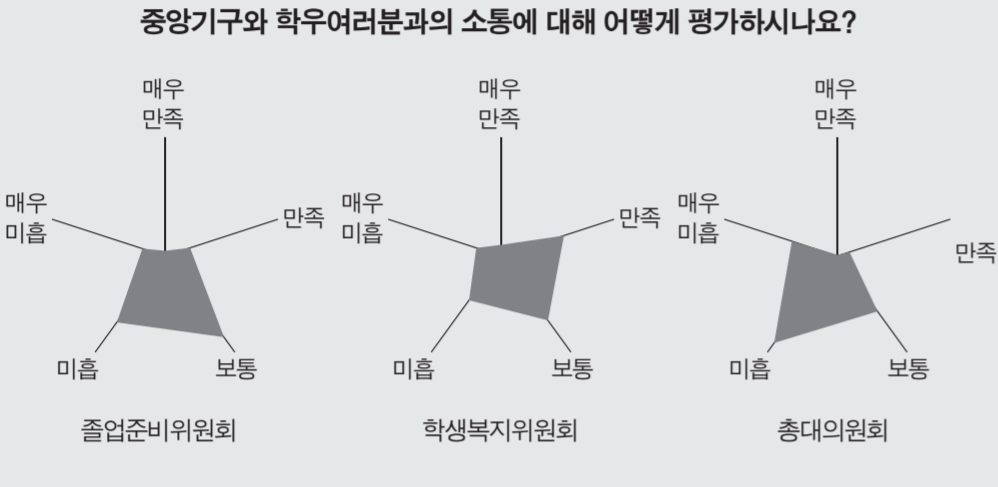 중앙기구와 학우여러분과의 소통에 대해 어떻게 평가하시나요?
매우
만족
매우
미흡
만족
미흡
보통
졸업준비위원회
매우
만족
매우
미흡
만족
미흡
보통
학생복지위원회
매우
만족
매우
미흡
만족
미흡
보통
총대의원회